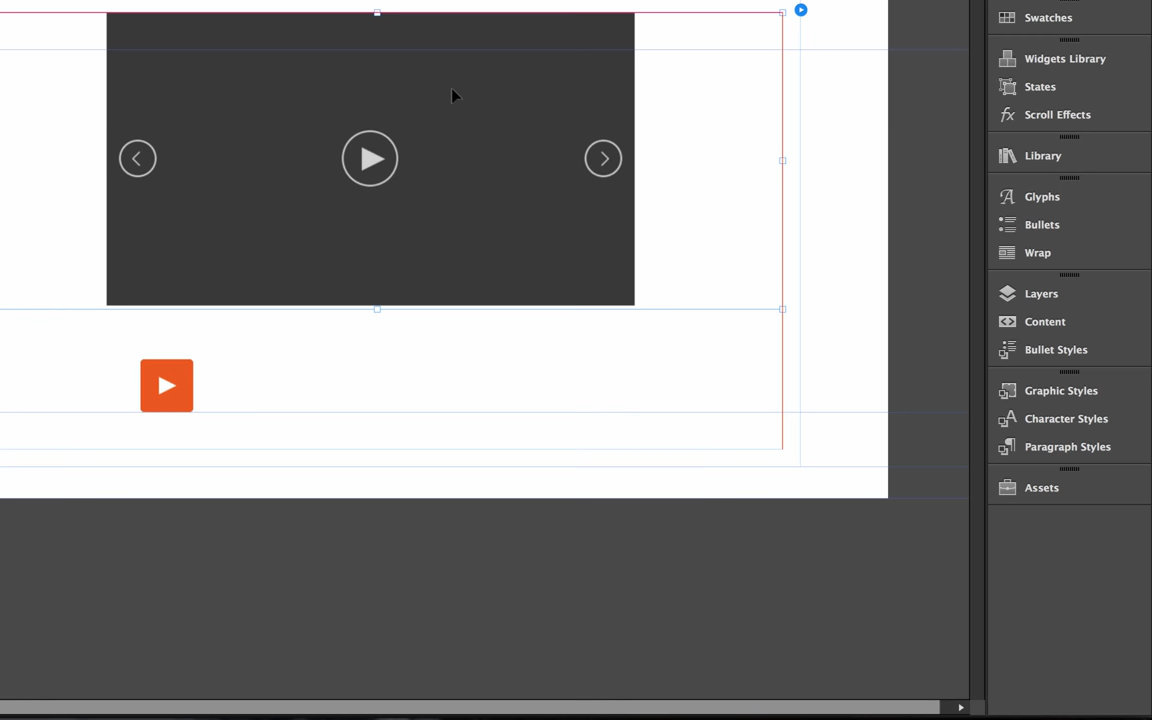 Swatches
Widgets Library
States
Scroll Effects
Library
Glyphs
Bullets
Wrap
Layers
Content
Bullet Styles
Graphic Styles
Character Styles
Paragraph Styles
Assets